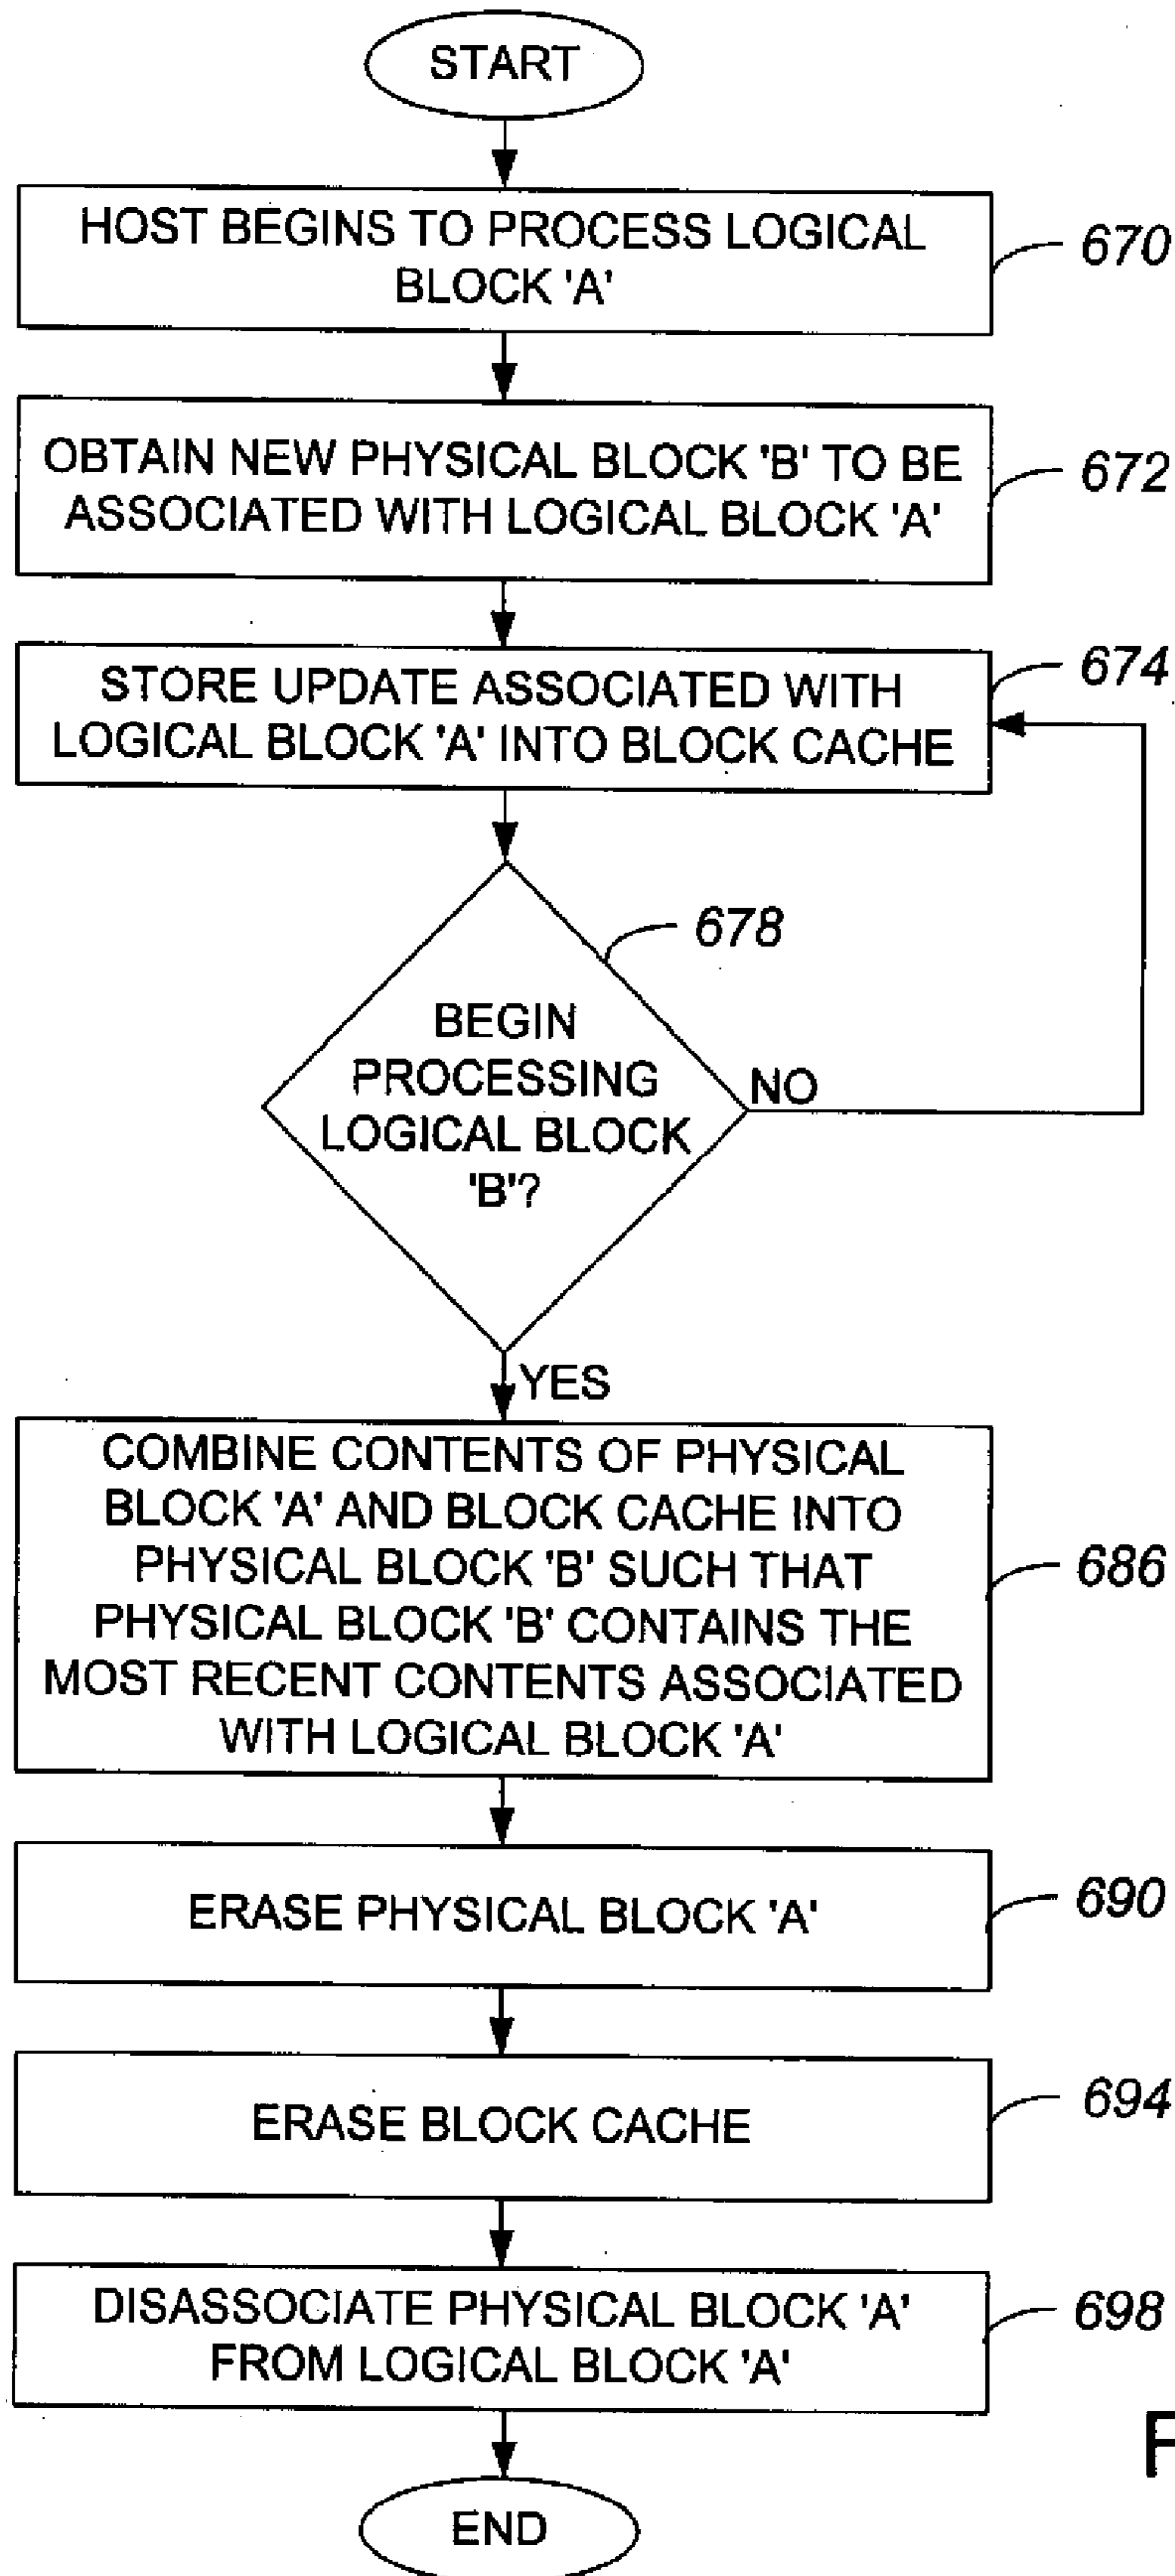 START
HOST BEGINS TO PROCESS LOGICAL
BLOCK 'A'
670
OBTAIN NEW PHYSICAL BLOCK 'B' TO BE
ASSOCIATED WITH LOGICAL BLOCK 'A'
672
STORE UPDATE ASSOCIATED WITH
LOGICAL BLOCK 'A' INTO BLOCK CACHE
674
678
BEGIN
PROCESSING
LOGICAL BLOCK
'B'?
NO
YES
COMBINE CONTENTS OF PHYSICAL
BLOCK 'A' AND BLOCK CACHE INTO
PHYSICAL BLOCK 'B' SUCH THAT
PHYSICAL BLOCK 'B' CONTAINS THE
MOST RECENT CONTENTS ASSOCIATED
WITH LOGICAL BLOCK 'A'
686
ERASE PHYSICAL BLOCK 'A'
690
ERASE BLOCK CACHE
694
DISASSOCIATE PHYSICAL BLOCK 'A'
FROM LOGICAL BLOCK 'A'
698
F
END